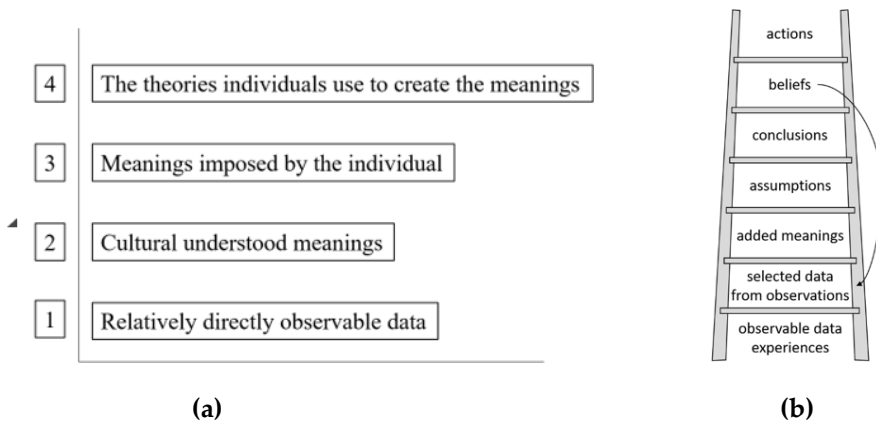 4 The theories individuals use to create the meanings
3 Meanings imposed by the individual
2 Cultural understood meanings
1 Relatively directly observable data
(a)
actions
beliefs
conclusions
assumptions
added meanings
selected data
from observations
observable data
experiences
(b)